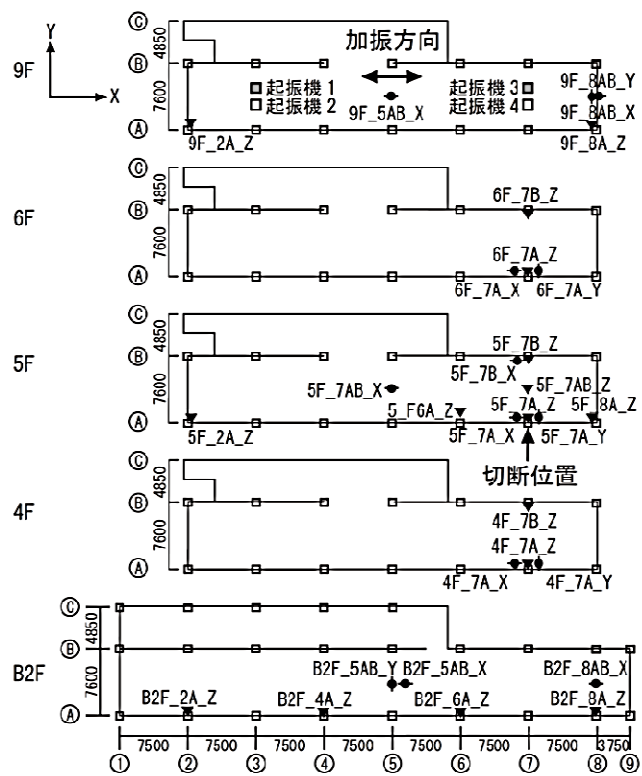 Y
X
9F
C
B
A
4850
7600
加振方向
起振機1
起振機2
起振機3
起振機4
9F_5AB_X
9F_8AB_Y
9F_8AB_X
9F_2A_Z
9F_8A_Z
6F
C
B
A
4850
7600
6F_7B_Z
6F_7A_Z
6F_7A_X
6F_7A_Y
5F
C
B
A
4850
7600
5F_7B_Z
5F_7B_X
5F_7AB_X
5F_7AB_Z
5_F6A_Z
5F_7A_Z
5F_8A_Z
5F_2A_Z
5F_7A_X
5F_7A_Y
切断位置
4F
C
B
A
4850
7600
4F_7B_Z
4F_7A_Z
4F_7A_X
4F_7A_Y
B2F
C
B
A
4850
7600
B2F_5AB_Y
B2F_5AB_X
B2F_8AB_X
B2F_2A_Z
B2F_4A_Z
B2F_6A_Z
B2F_8A_Z
7500 7500 7500 7500 7500 7500 7500 3750
① ② ③ ④ ⑤ ⑥ ⑦ ⑧ ⑨